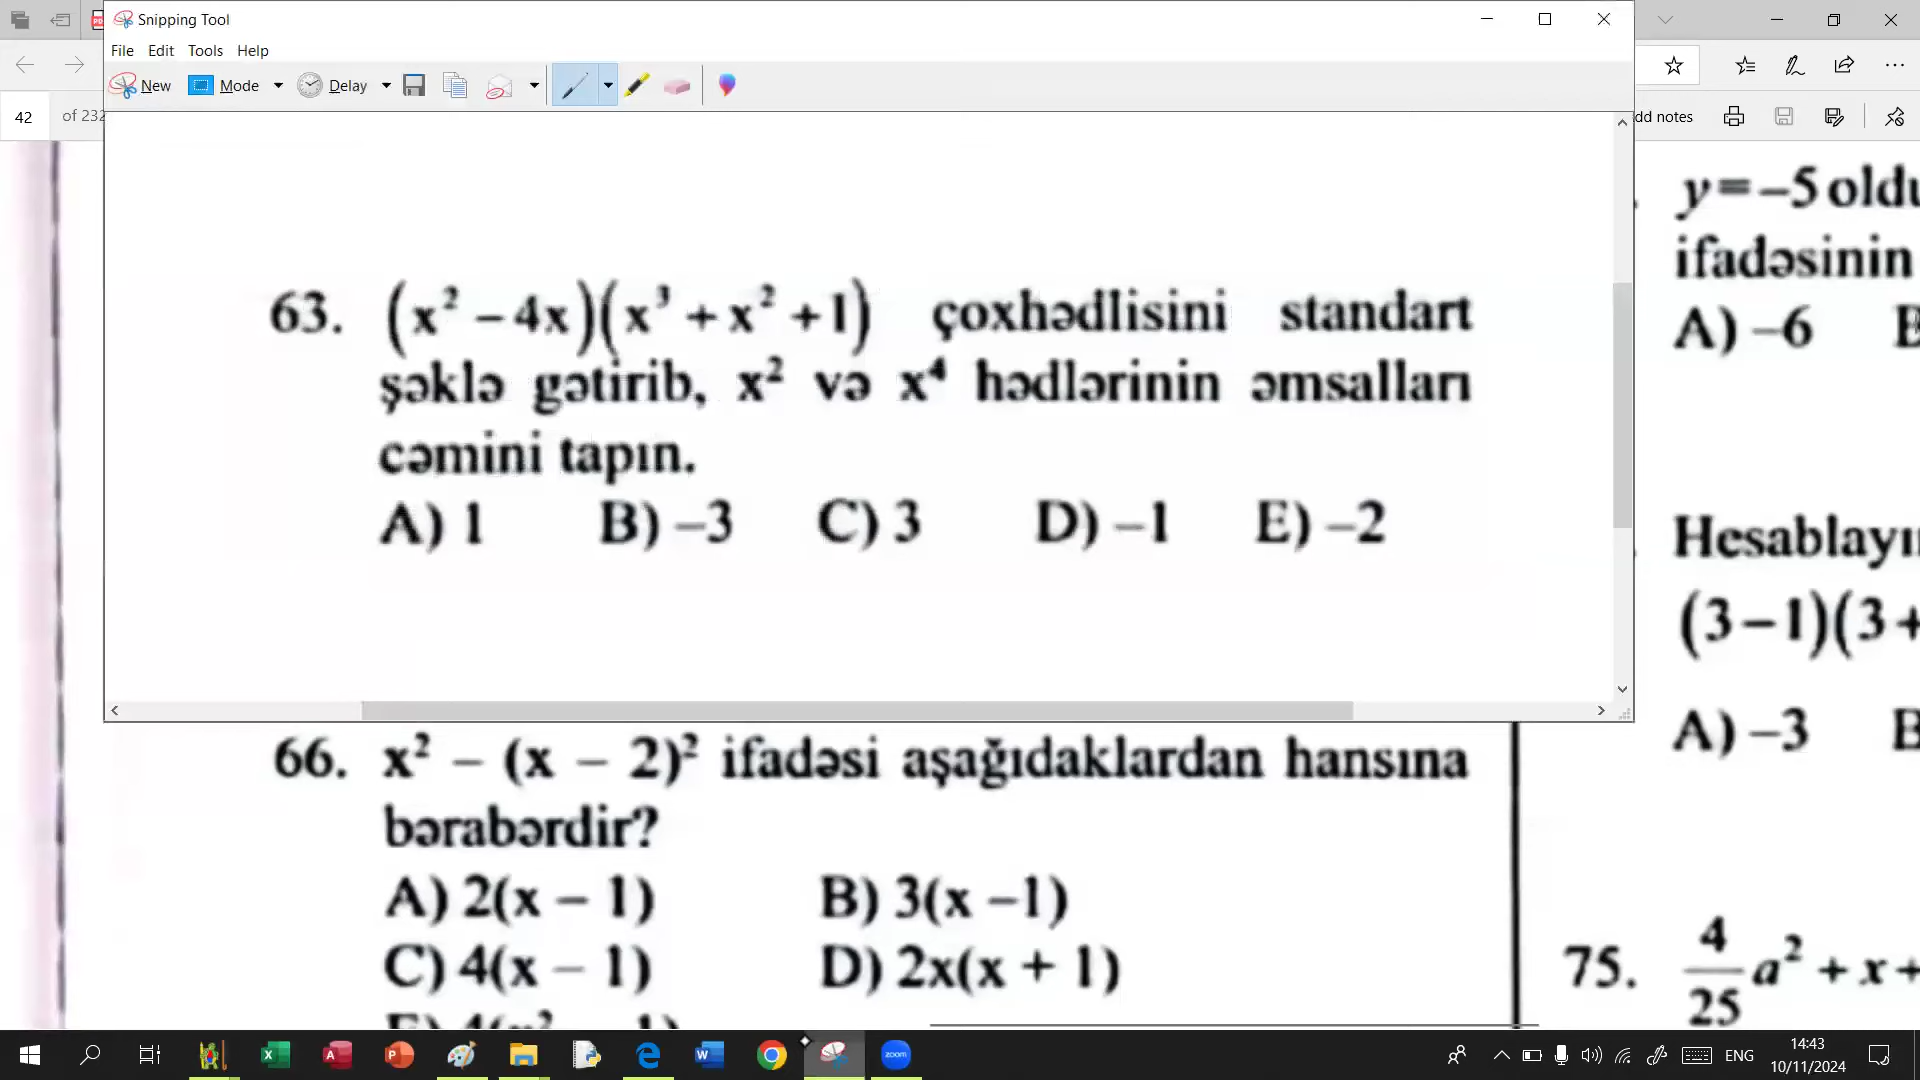 Snipping Tool
File Edit Tools Help
New Mode Delay
42 of 232
dd notes
63. (x² – 4x)(x³ + x² + 1) çoxhədlisini standart
şəklə gətirib, x² və x⁴ hədlərinin əmsalları
cəmini tapın.
A) 1 B) –3 C) 3 D) –1 E) –2
66. x² – (x – 2)² ifadəsi aşağıdaklardan hansına
bərabərdir?
A) 2(x – 1) B) 3(x –1)
C) 4(x – 1) D) 2x(x + 1)
y=–5 oldu
ifadəsinin
A) –6
Hesablayın
(3–1)(3+
A) –3
75. 4/25 a² + x +
zoom
ENG
14:43
10/11/2024